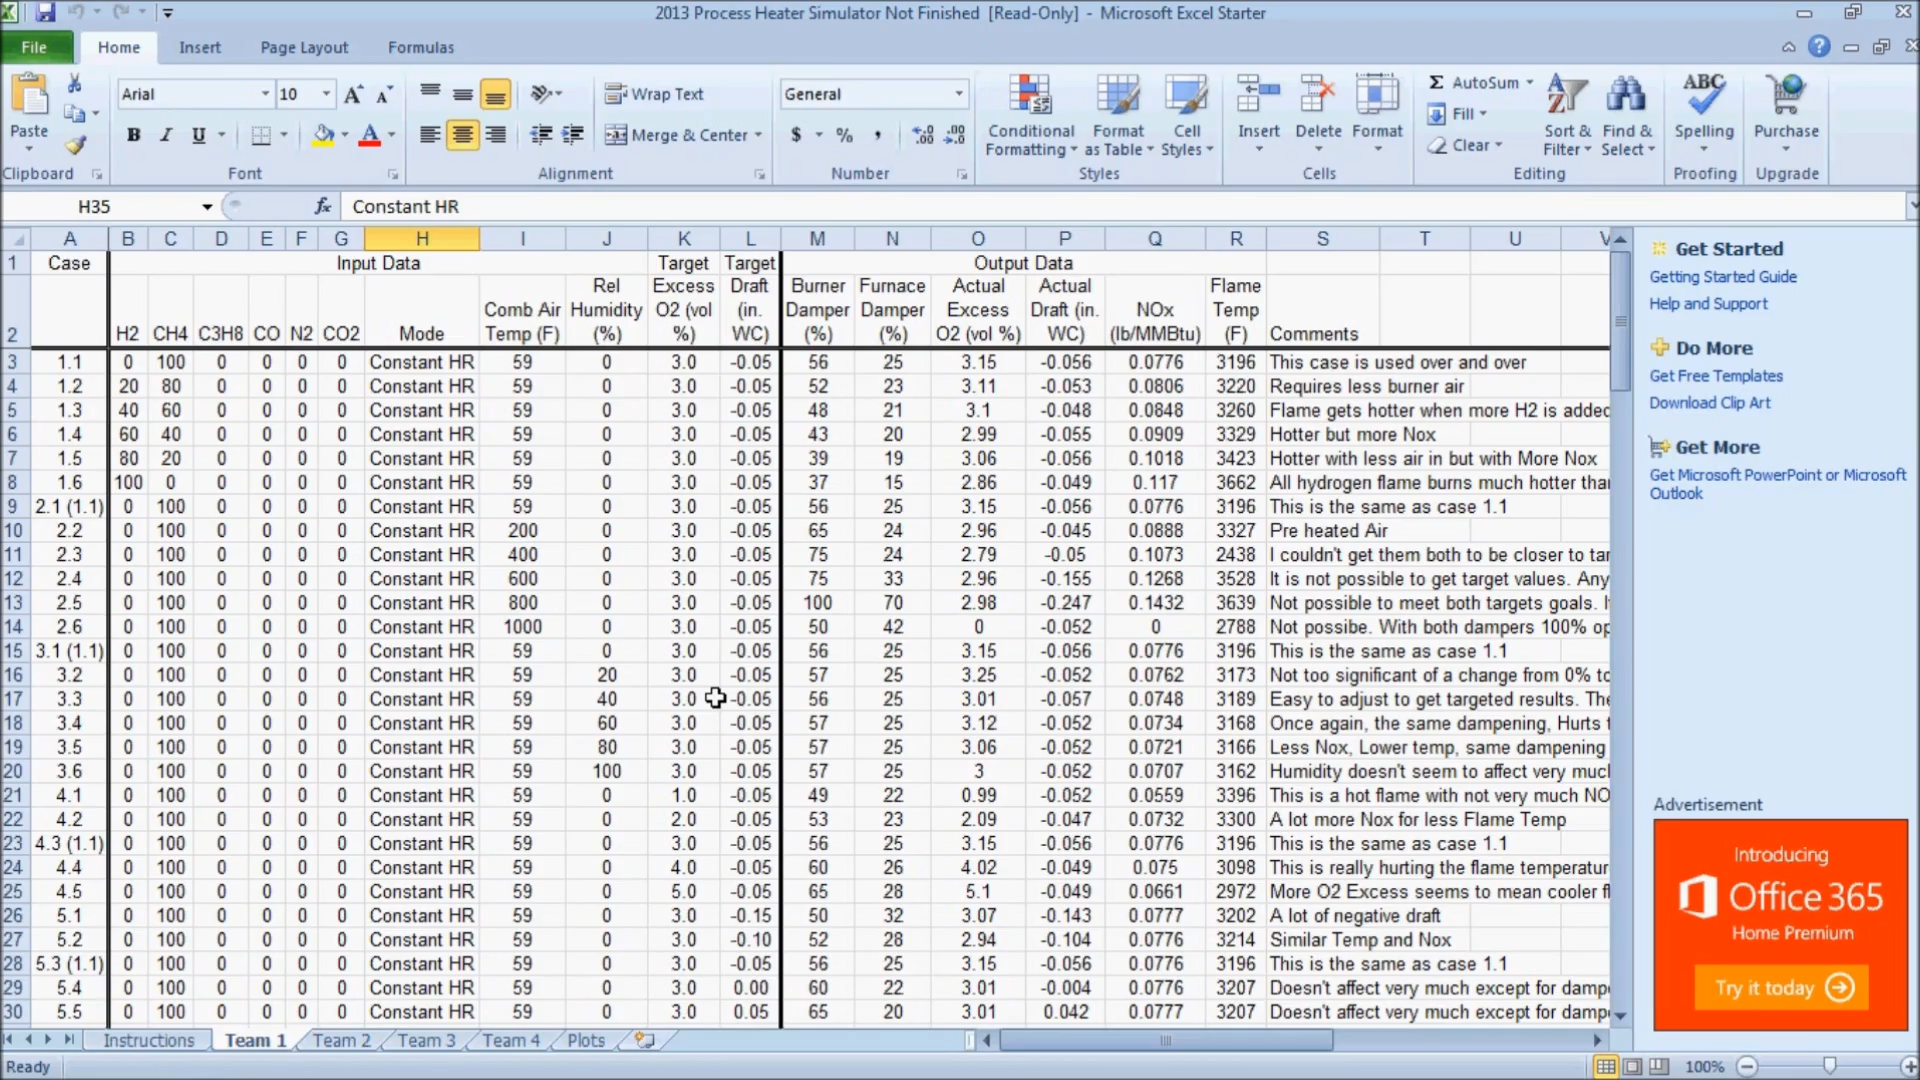 2013 Process Heater Simulator Not Finished [Read-Only] - Microsoft Excel Starter
File Home Insert Page Layout Formulas
Arial 10 Wrap Text General AutoSum
Fill
Paste B I U Merge & Center $ % , Conditional Formatting Format as Table Cell Styles Insert Delete Format Clear Sort & Filter Find & Select Spelling Purchase
Clipboard Font Alignment Number Styles Cells Editing Proofing Upgrade
H35 fx Constant HR
A B C D E F G H I J K L M N O P Q R S T U V
1 Case Input Data Target Target Output Data
2 H2 CH4 C3H8 CO N2 CO2 Mode Comb Air Temp (F) Rel Humidity (%) Excess O2 (vol %) Draft (in. WC) Burner Damper (%) Furnace Damper (%) Actual Excess O2 (vol %) Actual Draft (in. WC) NOx (lb/MMBtu) Flame Temp (F) Comments
3 1.1 0 100 0 0 0 0 Constant HR 59 0 3.0 -0.05 56 25 3.15 -0.056 0.0776 3196 This case is used over and over
4 1.2 20 80 0 0 0 0 Constant HR 59 0 3.0 -0.05 52 23 3.11 -0.053 0.0806 3220 Requires less burner air
5 1.3 40 60 0 0 0 0 Constant HR 59 0 3.0 -0.05 48 21 3.1 -0.048 0.0848 3260 Flame gets hotter when more H2 is added
6 1.4 60 40 0 0 0 0 Constant HR 59 0 3.0 -0.05 43 20 2.99 -0.055 0.0909 3329 Hotter but more Nox
7 1.5 80 20 0 0 0 0 Constant HR 59 0 3.0 -0.05 39 19 3.06 -0.056 0.1018 3423 Hotter with less air in but with More Nox
8 1.6 100 0 0 0 0 0 Constant HR 59 0 3.0 -0.05 37 15 2.86 -0.049 0.117 3662 All hydrogen flame burns much hotter tha
9 2.1 (1.1) 0 100 0 0 0 0 Constant HR 59 0 3.0 -0.05 56 25 3.15 -0.056 0.0776 3196 This is the same as case 1.1
10 2.2 0 100 0 0 0 0 Constant HR 200 0 3.0 -0.05 65 24 2.96 -0.045 0.0888 3327 Pre heated Air
11 2.3 0 100 0 0 0 0 Constant HR 400 0 3.0 -0.05 75 24 2.79 -0.05 0.1073 2438 I couldn't get them both to be closer to tar
12 2.4 0 100 0 0 0 0 Constant HR 600 0 3.0 -0.05 75 33 2.96 -0.155 0.1268 3528 It is not possible to get target values. Any
13 2.5 0 100 0 0 0 0 Constant HR 800 0 3.0 -0.05 100 70 2.98 -0.247 0.1432 3639 Not possible to meet both targets goals. I
14 2.6 0 100 0 0 0 0 Constant HR 1000 0 3.0 -0.05 50 42 0 -0.052 0 2788 Not possibe. With both dampers 100% op
15 3.1 (1.1) 0 100 0 0 0 0 Constant HR 59 0 3.0 -0.05 56 25 3.15 -0.056 0.0776 3196 This is the same as case 1.1
16 3.2 0 100 0 0 0 0 Constant HR 59 20 3.0 -0.05 57 25 3.25 -0.052 0.0762 3173 Not too significant of a change from 0% to
17 3.3 0 100 0 0 0 0 Constant HR 59 40 3.0 -0.05 56 25 3.01 -0.057 0.0748 3189 Easy to adjust to get targeted results. The
18 3.4 0 100 0 0 0 0 Constant HR 59 60 3.0 -0.05 57 25 3.12 -0.052 0.0734 3168 Once again, the same dampening, Hurts t
19 3.5 0 100 0 0 0 0 Constant HR 59 80 3.0 -0.05 57 25 3.06 -0.052 0.0721 3166 Less Nox, Lower temp, same dampening
20 3.6 0 100 0 0 0 0 Constant HR 59 100 3.0 -0.05 57 25 3 -0.052 0.0707 3162 Humidity doesn't seem to affect very mucl
21 4.1 0 100 0 0 0 0 Constant HR 59 0 1.0 -0.05 49 22 0.99 -0.052 0.0559 3396 This is a hot flame with not very much NO
22 4.2 0 100 0 0 0 0 Constant HR 59 0 2.0 -0.05 53 23 2.09 -0.047 0.0732 3300 A lot more Nox for less Flame Temp
23 4.3 (1.1) 0 100 0 0 0 0 Constant HR 59 0 3.0 -0.05 56 25 3.15 -0.056 0.0776 3196 This is the same as case 1.1
24 4.4 0 100 0 0 0 0 Constant HR 59 0 4.0 -0.05 60 26 4.02 -0.049 0.075 3098 This is really hurting the flame temperatur
25 4.5 0 100 0 0 0 0 Constant HR 59 0 5.0 -0.05 65 28 5.1 -0.049 0.0661 2972 More O2 Excess seems to mean cooler fl
26 5.1 0 100 0 0 0 0 Constant HR 59 0 3.0 -0.15 50 32 3.07 -0.143 0.0777 3202 A lot of negative draft
27 5.2 0 100 0 0 0 0 Constant HR 59 0 3.0 -0.10 52 28 2.94 -0.104 0.0776 3214 Similar Temp and Nox
28 5.3 (1.1) 0 100 0 0 0 0 Constant HR 59 0 3.0 -0.05 56 25 3.15 -0.056 0.0776 3196 This is the same as case 1.1
29 5.4 0 100 0 0 0 0 Constant HR 59 0 3.0 0.00 60 22 3.01 -0.004 0.0776 3207 Doesn't affect very much except for damp
30 5.5 0 100 0 0 0 0 Constant HR 59 0 3.0 0.05 65 20 3.01 0.042 0.0776 3207 Doesn't affect very much except for damp
Instructions Team 1 Team 2 Team 3 Team 4 Plots
Ready 100%
Get Started
Getting Started Guide
Help and Support
Do More
Get Free Templates
Download Clip Art
Get More
Get Microsoft PowerPoint or Microsoft
Outlook
Advertisement
Introducing
Office 365
Home Premium
Try it today